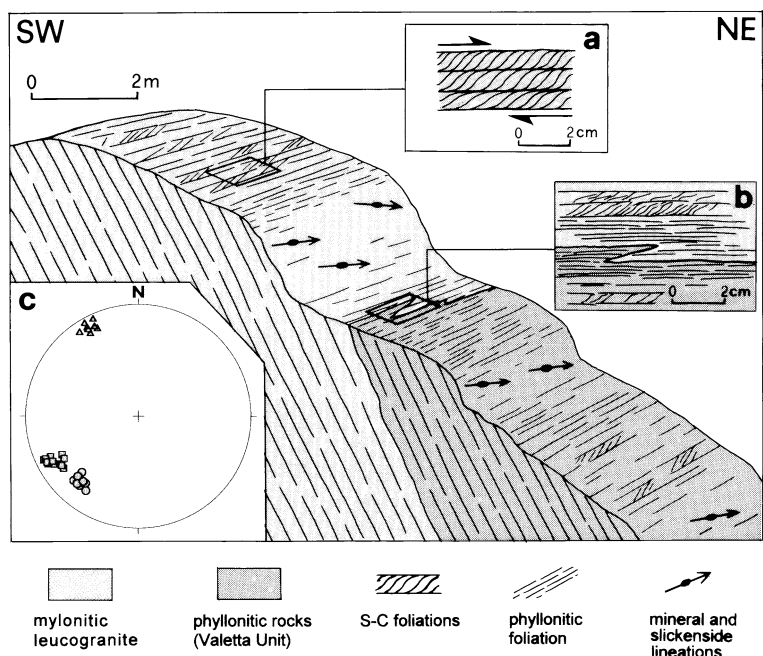 SW
NE
0 2m
a
0 2cm
b
0 2cm
c
N
mylonitic
leucogranite
phyllonitic rocks
(Valetta Unit)
S-C foliations
phyllonitic
foliation
mineral and
slickenside
lineations